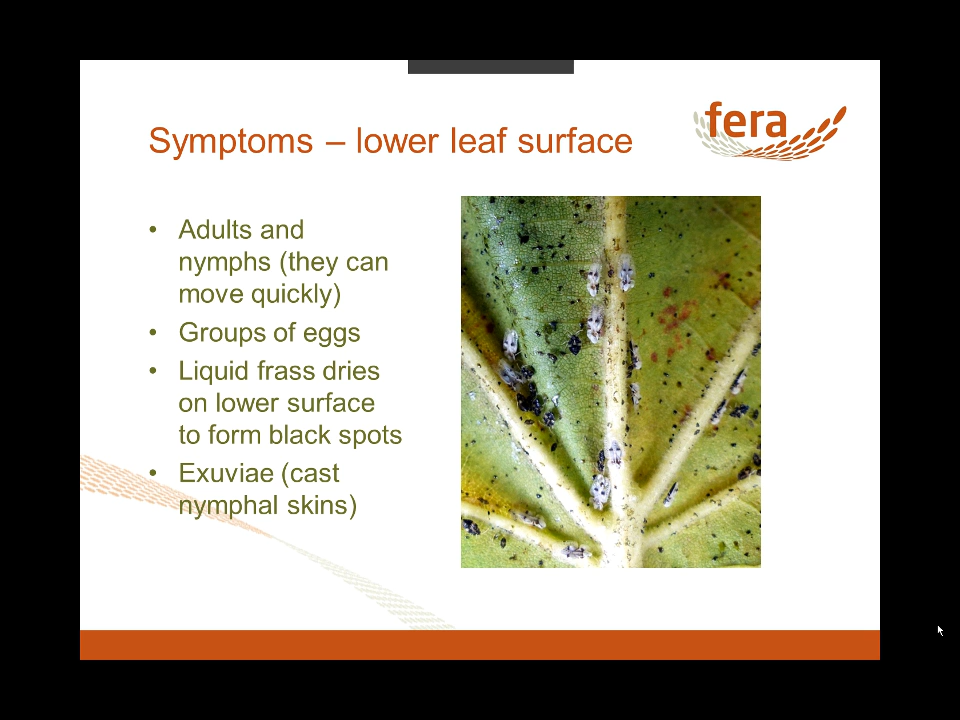 Symptoms – lower leaf surface
fera
• Adults and
nymphs (they can
move quickly)
• Groups of eggs
• Liquid frass dries
on lower surface
to form black spots
• Exuviae (cast
nymphal skins)